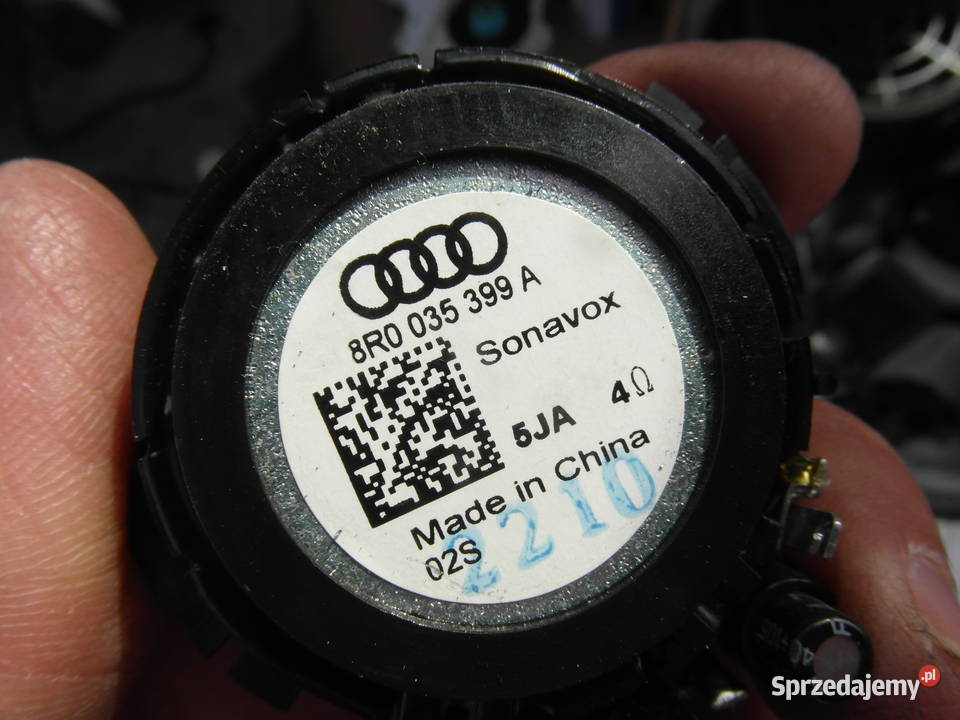 8R0 035 399 A
Sonavox
5JA 4Ω
Made in China
02S
2210
Sprzedajemy.pl